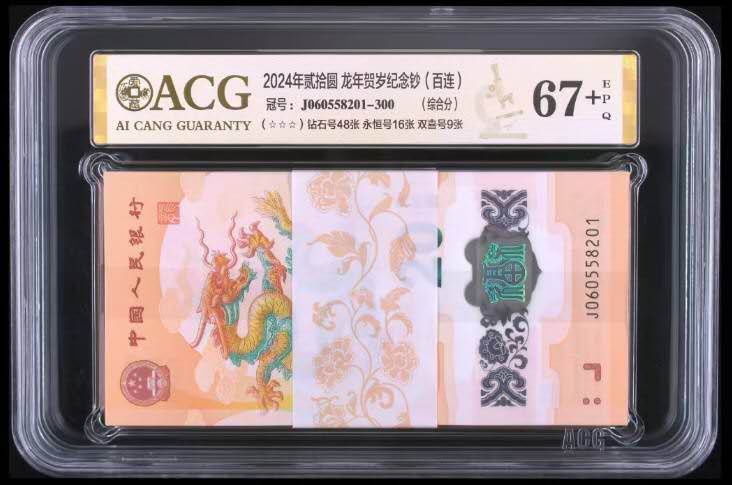 ACG
AI CANG GUARANTY
2024年贰拾圆 龙年贺岁纪念钞(百连)
冠号: J060558201-300 (综合分)
(☆☆☆) 钻石号48张 永恒号16张 双喜号9张
67+
EPQ
中国人民银行
J060558201
ACG